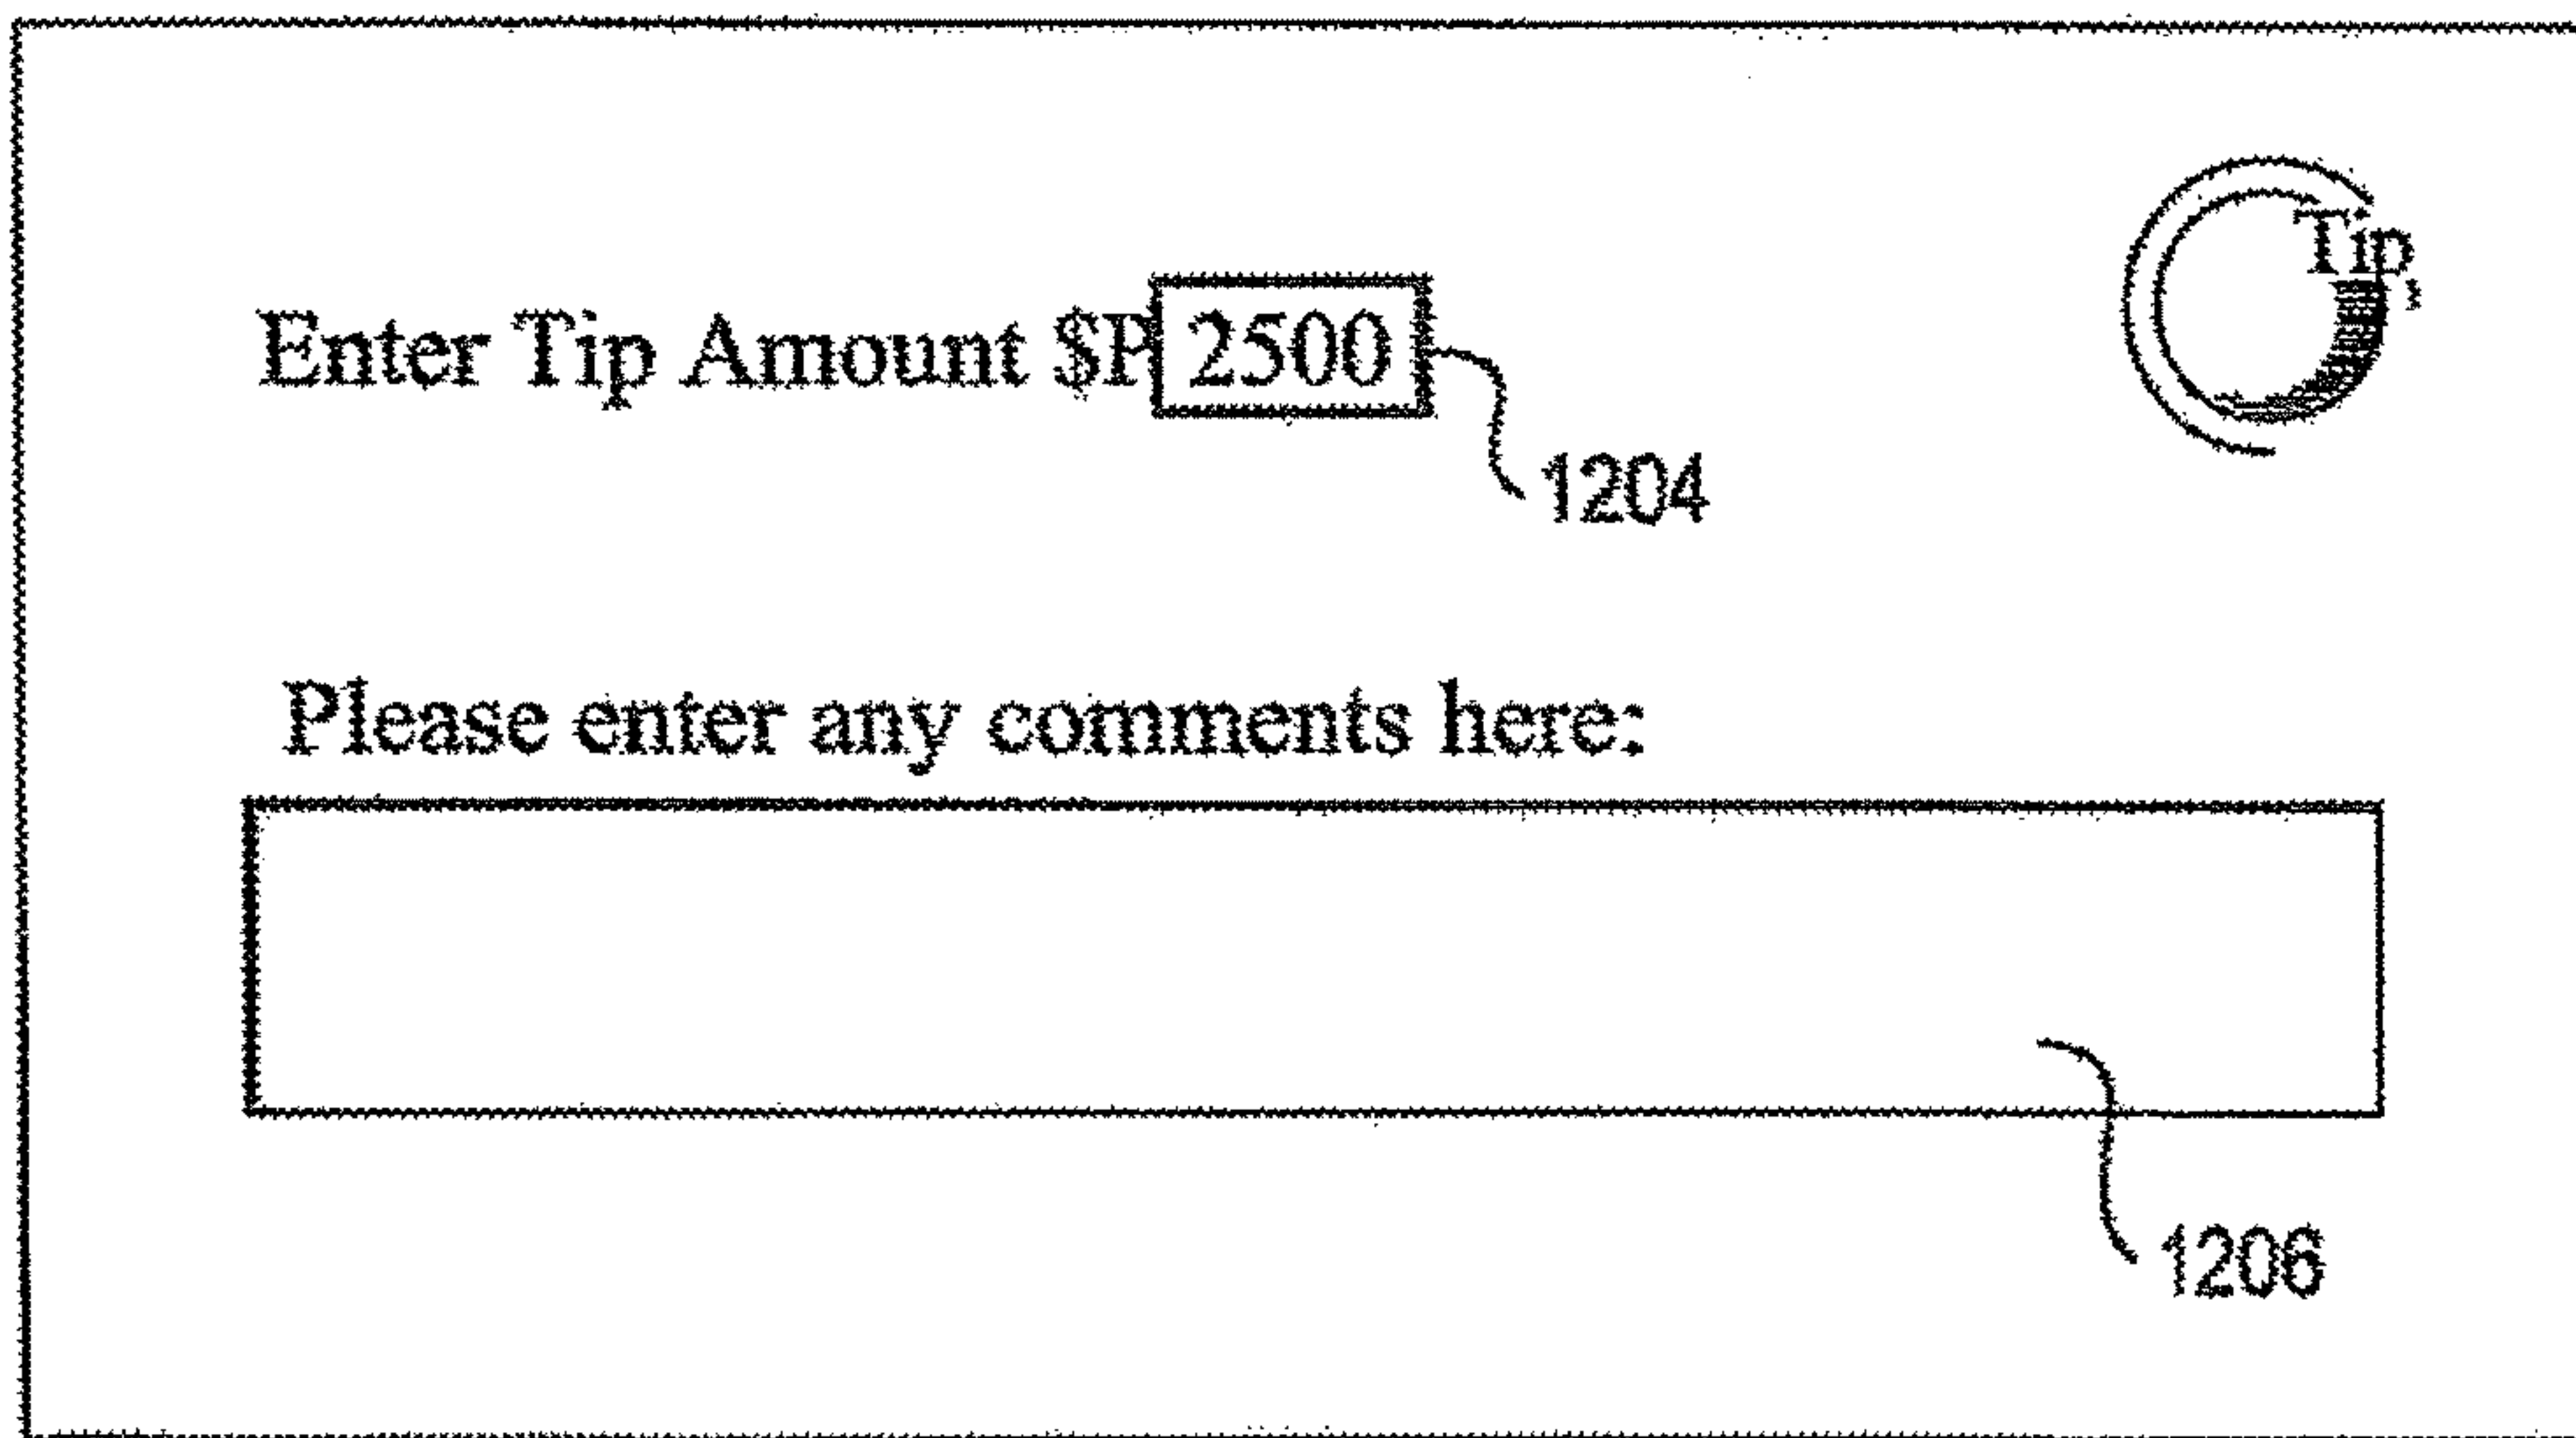 Tip
Enter Tip Amount $P 2500
1204
Please enter any comments here:
1206